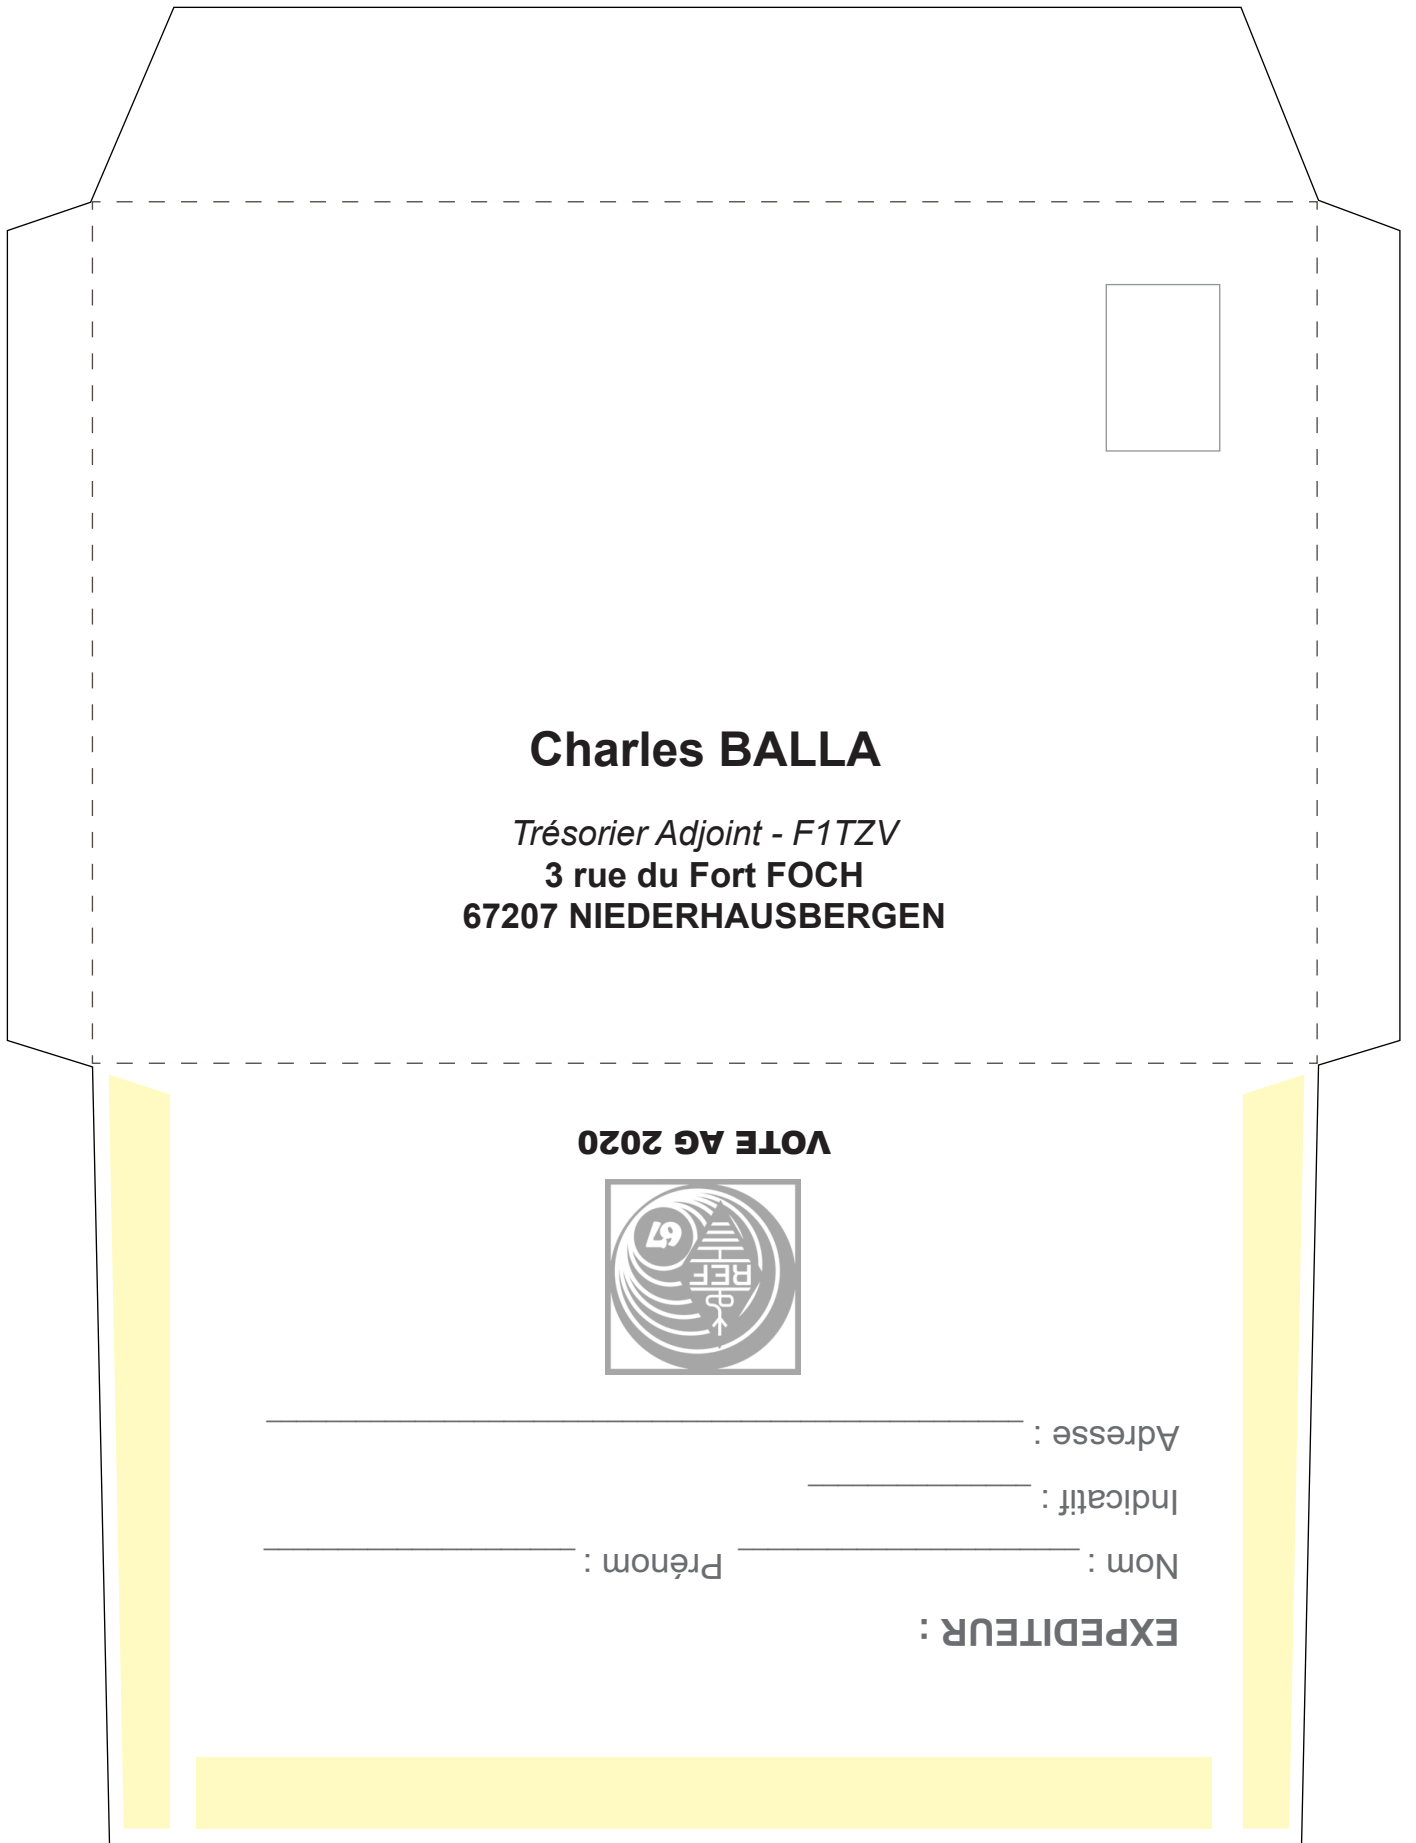 Charles BALLA
Trésorier Adjoint - F1TZV
3 rue du Fort FOCH
67207 NIEDERHAUSBERGEN
EXPEDITEUR :
Nom : Prénom :
Indicatif :
Adresse :
REF
67
VOTE AG 2020